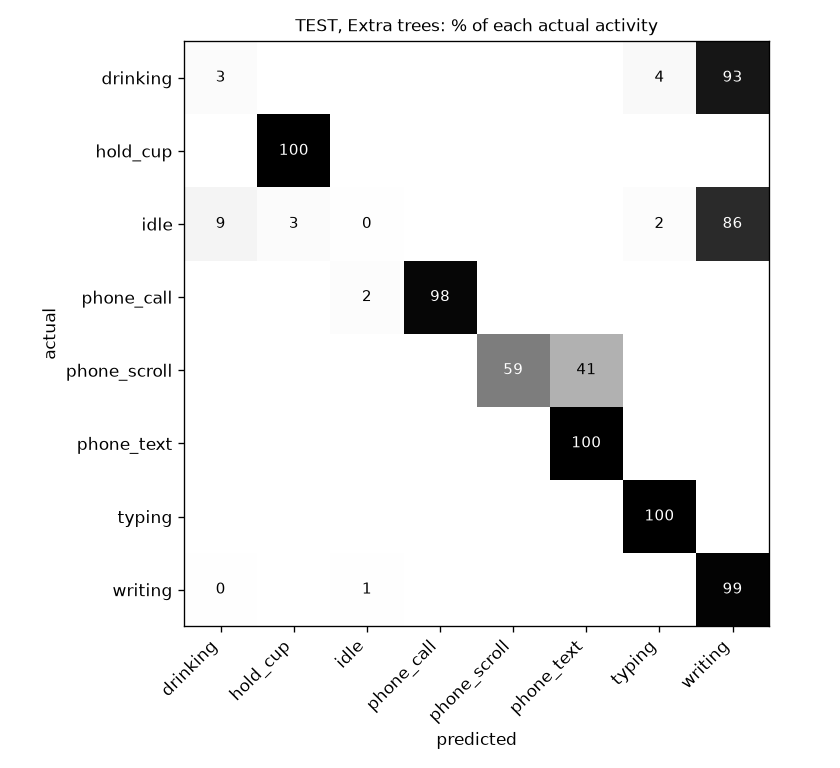 TEST, Extra trees: % of each actual activity
drinking 3 4 93
hold_cup 100
idle 9 3 0 2 86
phone_call 2 98
phone_scroll 59 41
phone_text 100
typing 100
writing 0 1 99
actual
drinking hold_cup idle phone_call phone_scroll phone_text typing writing
predicted